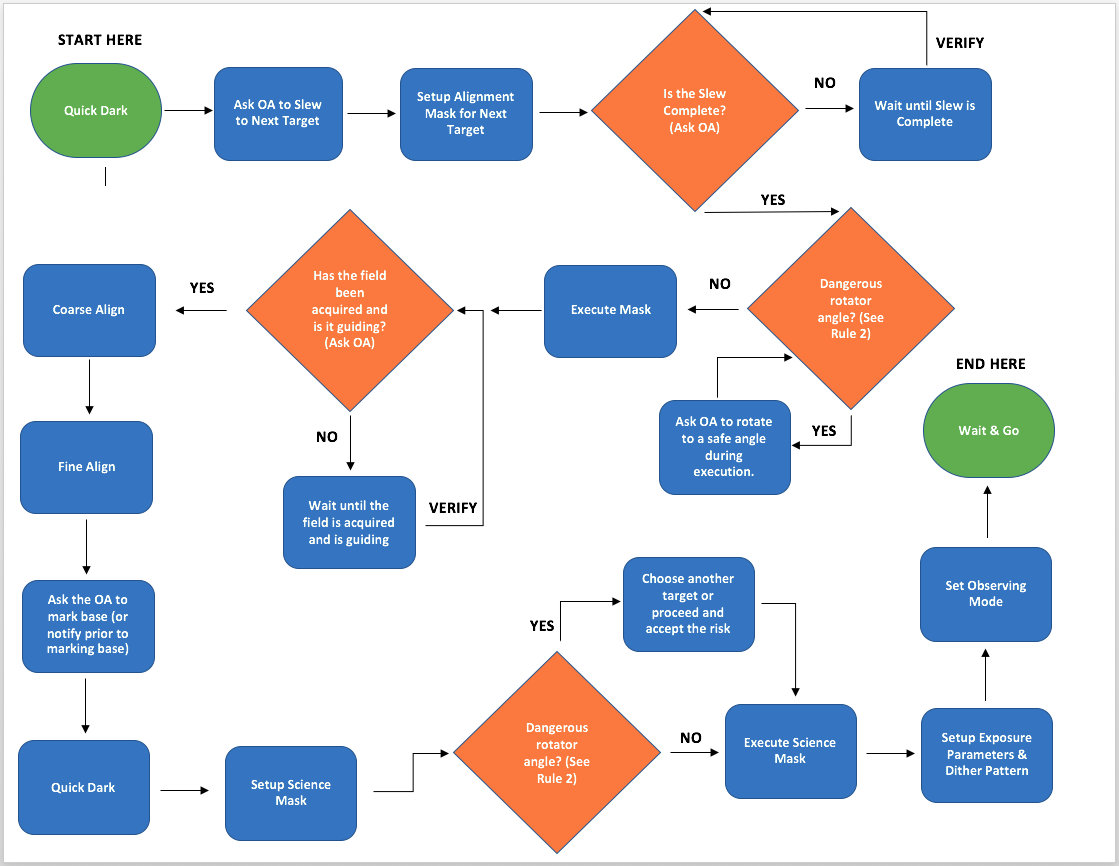 START HERE
Quick Dark
Ask OA to Slew
to Next Target
Setup Alignment
Mask for Next
Target
Is the Slew
Complete?
(Ask OA)
NO
VERIFY
Wait until Slew is
Complete
YES
Dangerous
rotator
angle? (See
Rule 2)
YES
Ask OA to rotate
to a safe angle
during
execution.
NO
Execute Mask
Has the field
been
acquired and
is it guiding?
(Ask OA)
NO
Wait until the
field is acquired
and is guiding
VERIFY
YES
Coarse Align
Fine Align
Ask the OA to
mark base (or
notify prior to
marking base)
Quick Dark
Setup Science
Mask
Dangerous
rotator
angle? (See
Rule 2)
YES
Choose another
target or
proceed and
accept the risk
NO
Execute Science
Mask
Setup Exposure
Parameters &
Dither Pattern
Set Observing
Mode
END HERE
Wait & Go